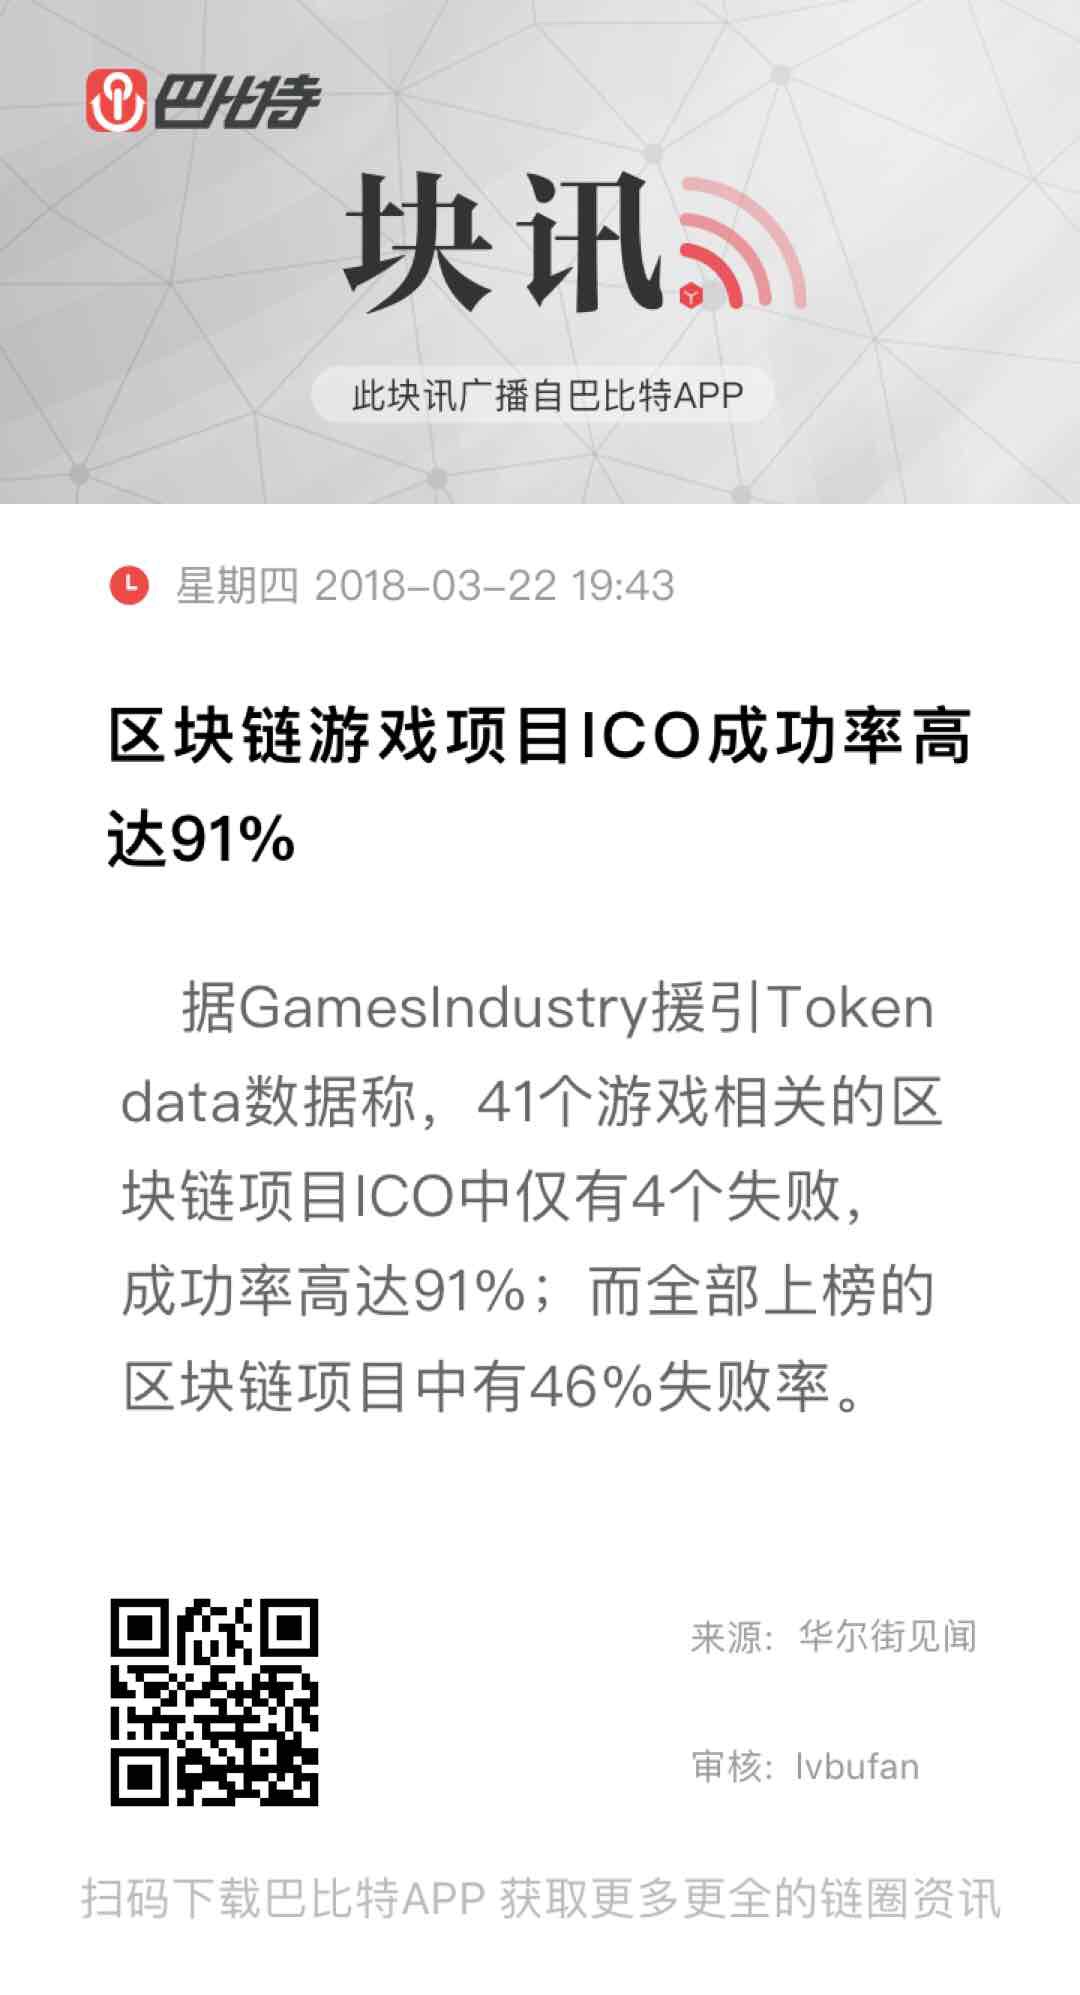 巴比特
块讯
此块讯广播自巴比特APP
星期四 2018-03-22 19:43
区块链游戏项目ICO成功率高
达91%
据GamesIndustry援引Token
data数据称，41个游戏相关的区
块链项目ICO中仅有4个失败，
成功率高达91%；而全部上榜的
区块链项目中有46%失败率。
来源：华尔街见闻
审核：lvbufan
扫码下载巴比特APP 获取更多更全的链圈资讯